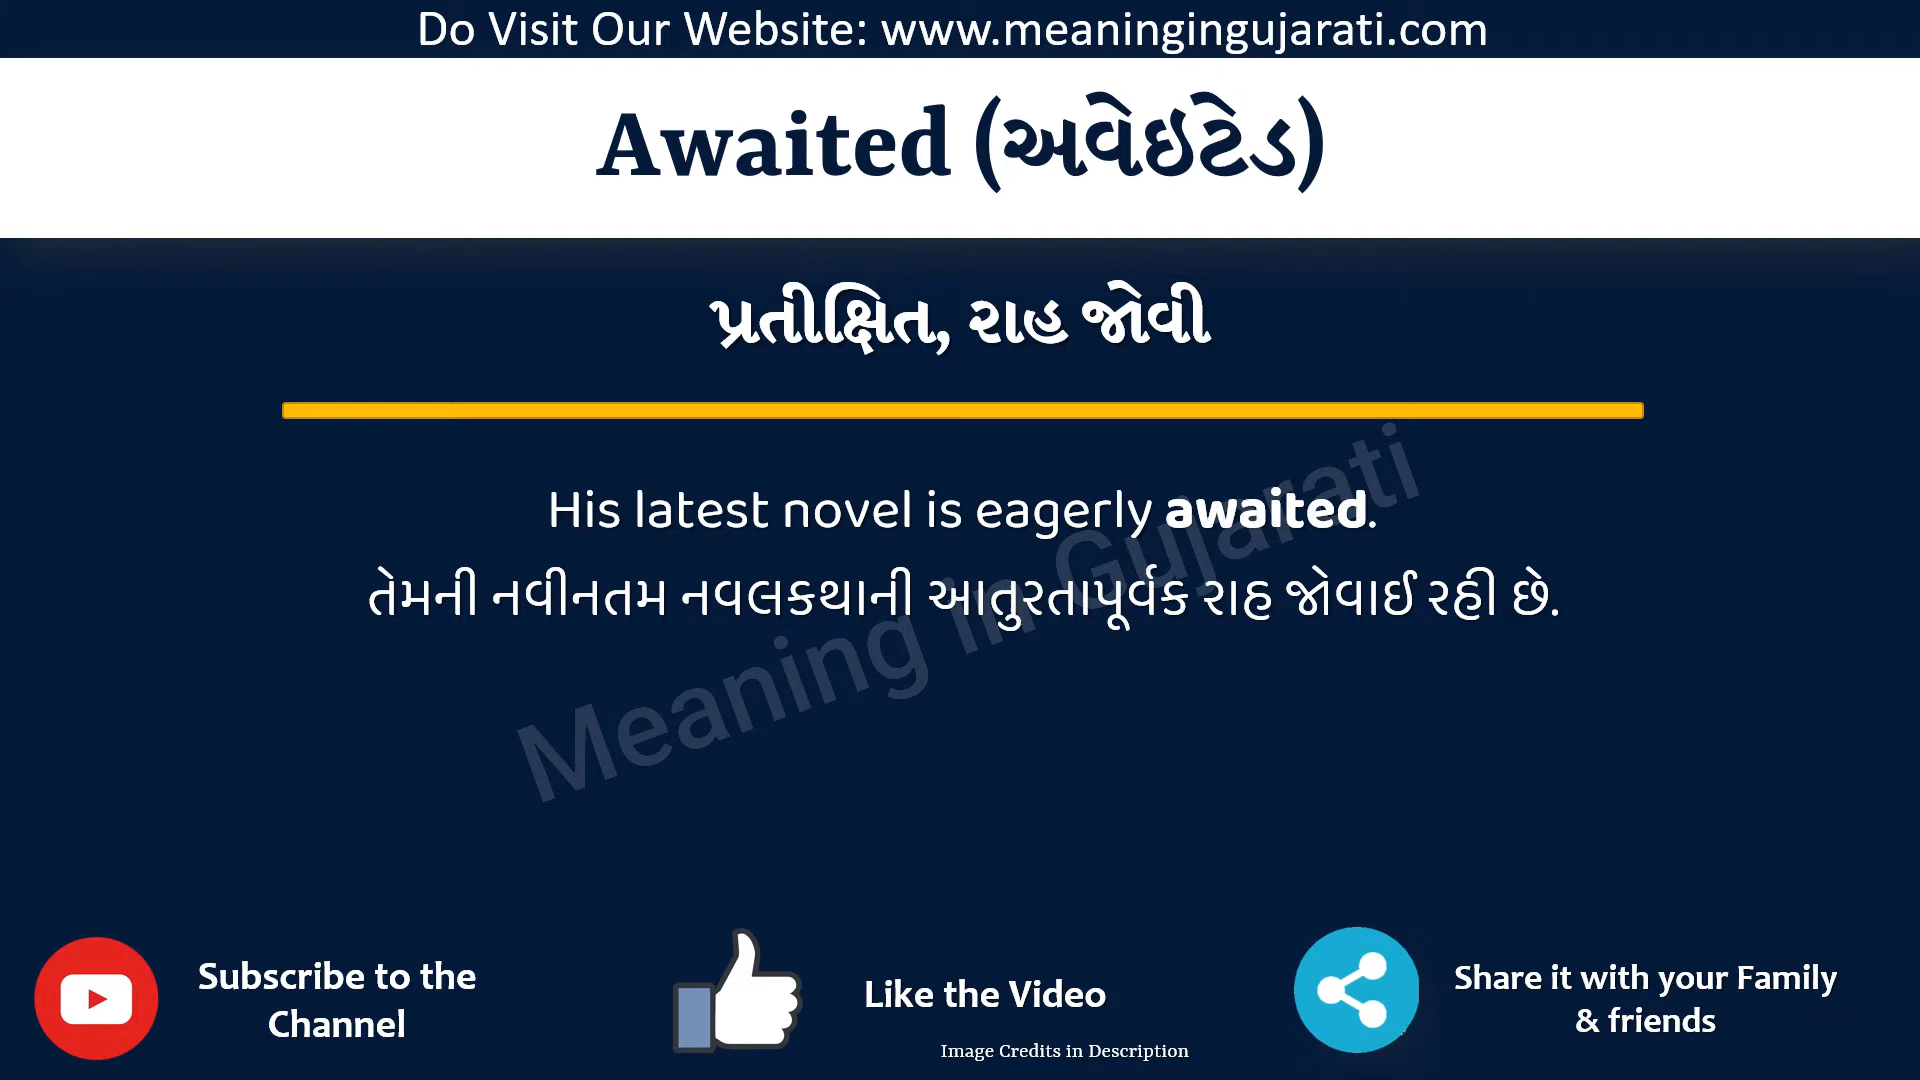 Do Visit Our Website: www.meaningingujarati.com
Awaited (અવેઇટેડ)
પ્રતીક્ષિત, રાહ જોવી
His latest novel is eagerly awaited.
તેમની નવીનતમ નવલકથાની આતુરતાપૂર્વક રાહ જોવાઈ રહી છે.
Meaning in Gujarati
Subscribe to the
Channel
Like the Video
Share it with your Family
& friends
Image Credits in Description